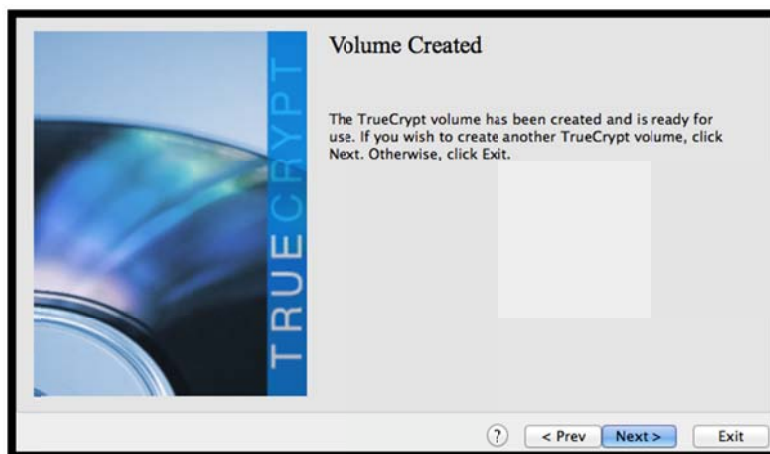 Volume Created
The TrueCrypt volume has been created and is ready for
use. If you wish to create another TrueCrypt volume, click
Next. Otherwise, click Exit.
TRUECRYPT
?
< Prev
Next >
Exit